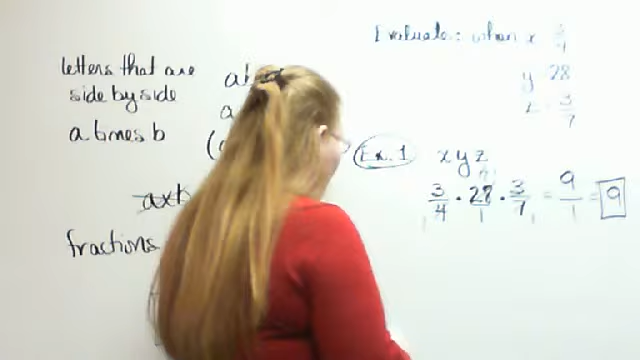 letters that are
side by side
a times b
axb
fractions
Evaluate: when x 3/4
y 28
z = 3/7
Ex. 1
xyz
3/4 · 28/1 · 3/7 = 9/1 = 9